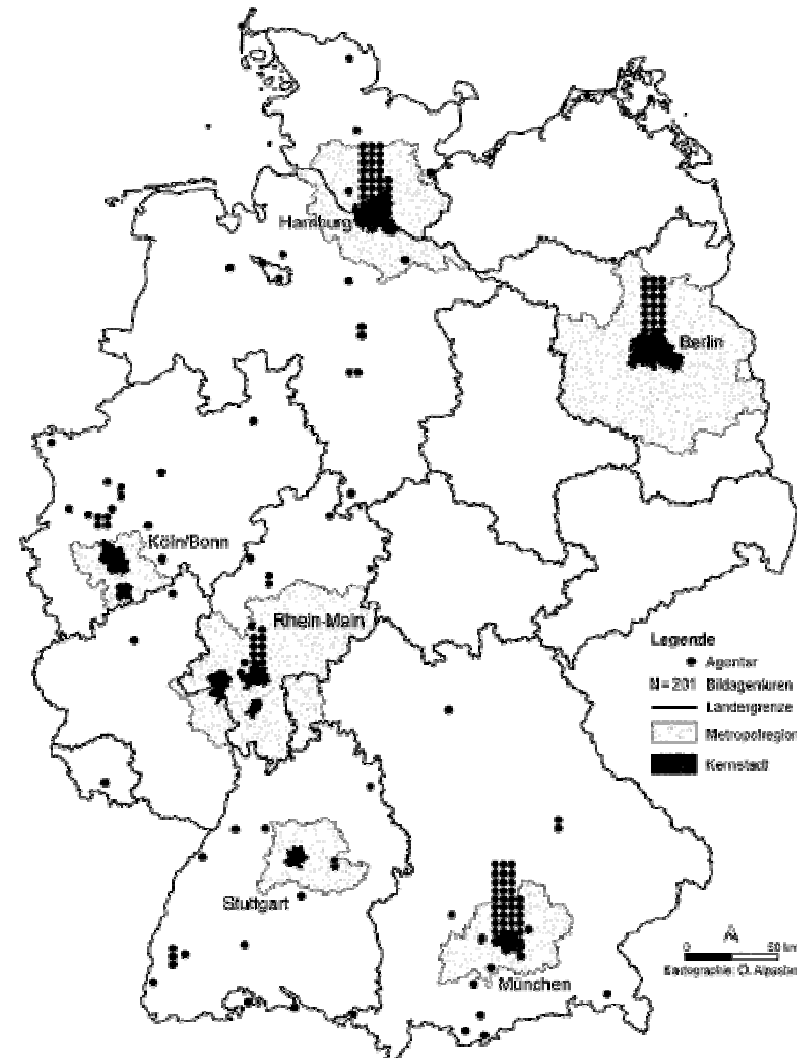 Hamburg
Berlin
Köln/Bonn
Rhein-Main
Stuttgart
München
Legende
Agentur
N=201 Bildagenturen
Ländergrenze
Metropolregion
Kernstadt
0 50 km
Kartographie: